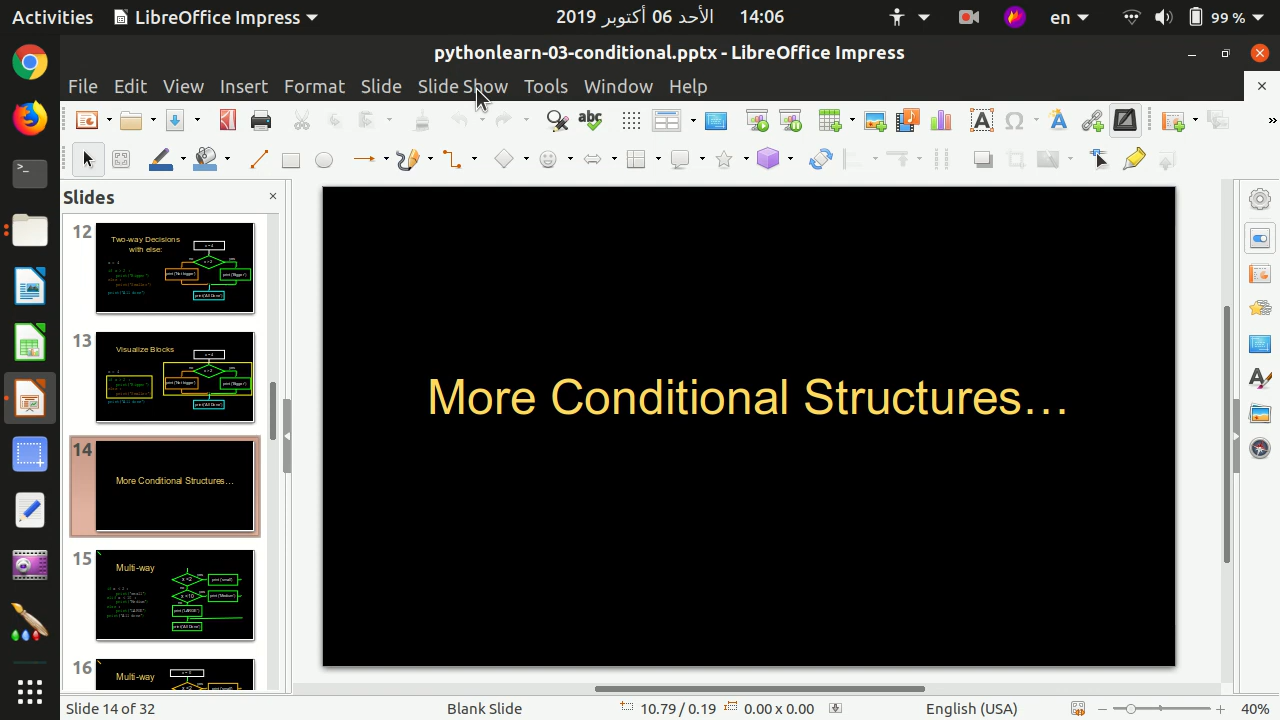 Activities LibreOffice Impress الأحد 06 أكتوبر 2019 14:06 en 99 %
pythonlearn-03-conditional.pptx - LibreOffice Impress
File Edit View Insert Format Slide Slide Show Tools Window Help
Slides
12
Two-way Decisions
with else:
13
Visualize Blocks
14
More Conditional Structures…
15
Multi-way
16
Multi-way
More Conditional Structures…
Slide 14 of 32 Blank Slide 10.79 / 0.19 0.00 x 0.00 English (USA) 40%